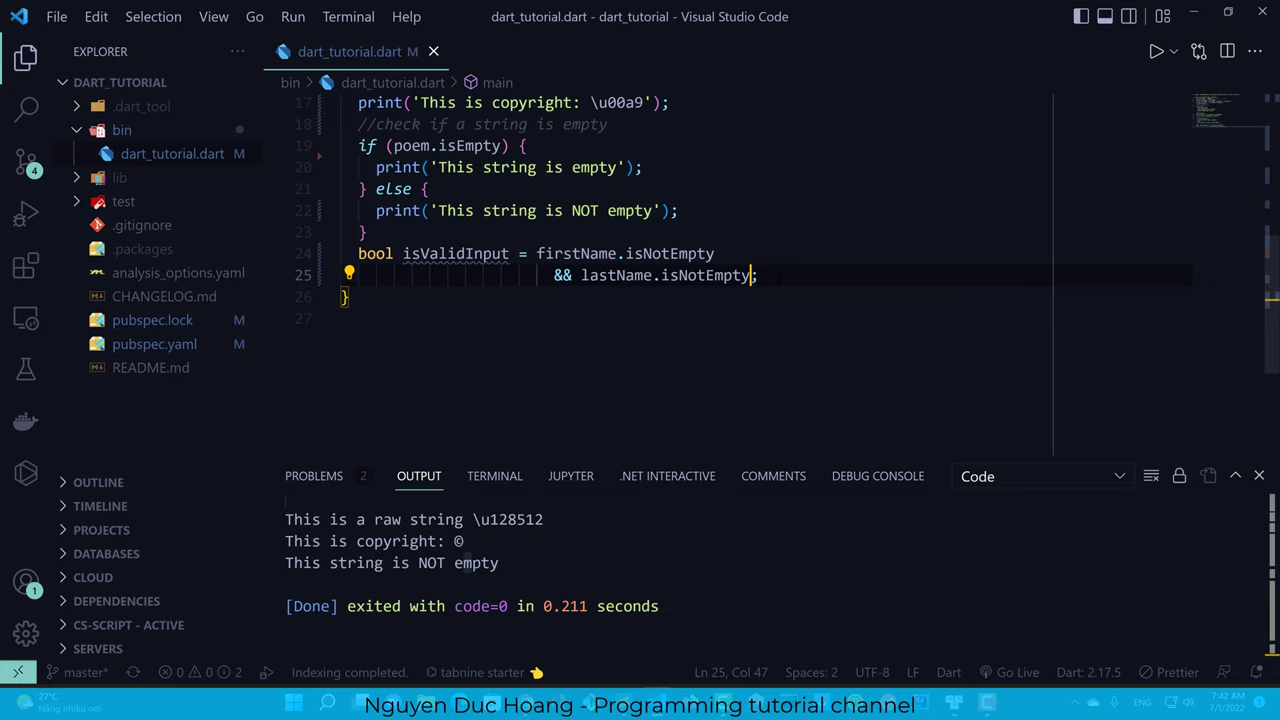 File Edit Selection View Go Run Terminal Help dart_tutorial.dart - dart_tutorial - Visual Studio Code
EXPLORER
dart_tutorial.dart M
DART_TUTORIAL
bin > dart_tutorial.dart > main
.dart_tool
bin
dart_tutorial.dart M
lib
test
.gitignore
.packages
analysis_options.yaml
CHANGELOG.md
pubspec.lock M
pubspec.yaml M
README.md
OUTLINE
TIMELINE
PROJECTS
DATABASES
CLOUD
DEPENDENCIES
CS-SCRIPT - ACTIVE
SERVERS
4
1
17 print('This is copyright: \u00a9');
18 //check if a string is empty
19 if (poem.isEmpty) {
20 print('This string is empty');
21 } else {
22 print('This string is NOT empty');
23 }
24 bool isValidInput = firstName.isNotEmpty
25 && lastName.isNotEmpty;
26 }
27
PROBLEMS 2 OUTPUT TERMINAL JUPYTER .NET INTERACTIVE COMMENTS DEBUG CONSOLE Code
This is a raw string \u128512
This is copyright: ©
This string is NOT empty
[Done] exited with code=0 in 0.211 seconds
master* 0 0 2 Indexing completed. tabnine starter Ln 25, Col 47 Spaces: 2 UTF-8 LF Dart Go Live Dart: 2.17.5 Prettier
27°C
Nắng nhiều nơi
Nguyen Duc Hoang - Programming tutorial channel
ENG
7:42 AM
7/1/2022